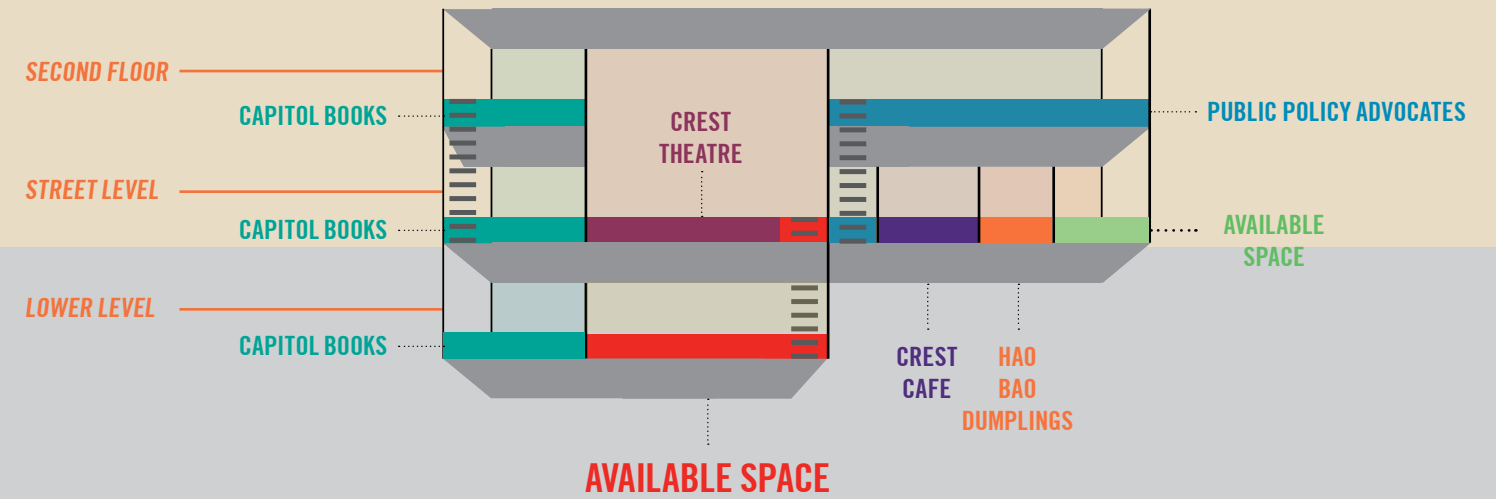 SECOND FLOOR
CAPITOL BOOKS
CREST
THEATRE
PUBLIC POLICY ADVOCATES
STREET LEVEL
CAPITOL BOOKS
AVAILABLE
SPACE
LOWER LEVEL
CAPITOL BOOKS
CREST
CAFE
HAO
BAO
DUMPLINGS
AVAILABLE SPACE